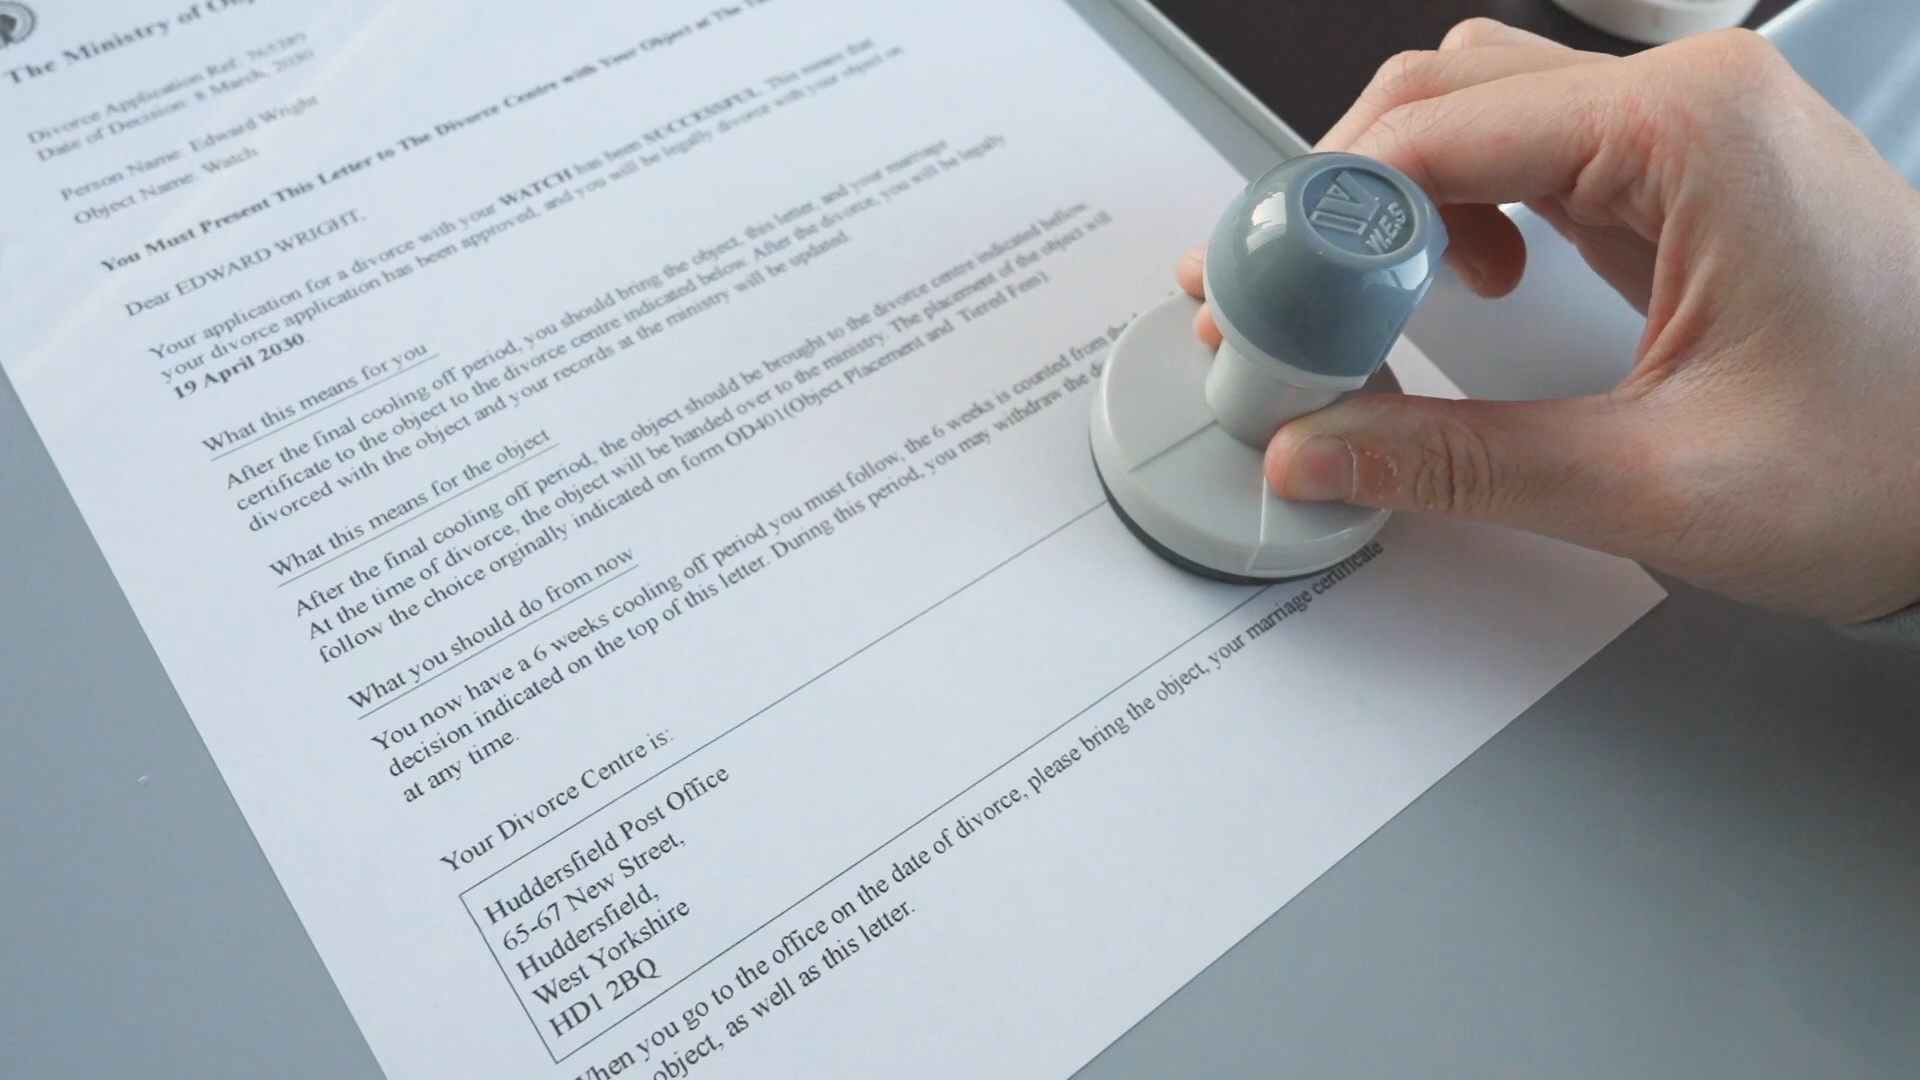 The Ministry of
Divorce Application Ref: 765389
Date of Decision: 8 March, 2030
Person Name: Edward Wright
Object Name: Watch
You Must Present This Letter to The Divorce Centre with Your Object at The
Dear EDWARD WRIGHT,
Your application for a divorce with your WATCH has been SUCCESSFUL. This means that
your divorce application has been approved, and you will be legally divorce with your object on
19 April 2030.
What this means for you
After the final cooling off period, you should bring the object, this letter, and your marriage
certificate to the object to the divorce centre indicated below. After the divorce, you will be legally
divorced with the object and your records at the ministry will be updated.
What this means for the object
After the final cooling off period, the object should be brought to the divorce centre indicated bellow.
At the time of divorce, the object will be handed over to the ministry. The placement of the object will
follow the choice orginally indicated on form OD401(Object Placement and Tiered Fees).
What you should do from now
You now have a 6 weeks cooling off period you must follow, the 6 weeks is counted from the
decision indicated on the top of this letter. During this period, you may withdraw the
at any time.
Your Divorce Centre is:
Huddersfield Post Office
65-67 New Street,
Huddersfield,
West Yorkshire
HD1 2BQ
When you go to the office on the date of divorce, please bring the object, your marriage certificate
object, as well as this letter.
W.E.S